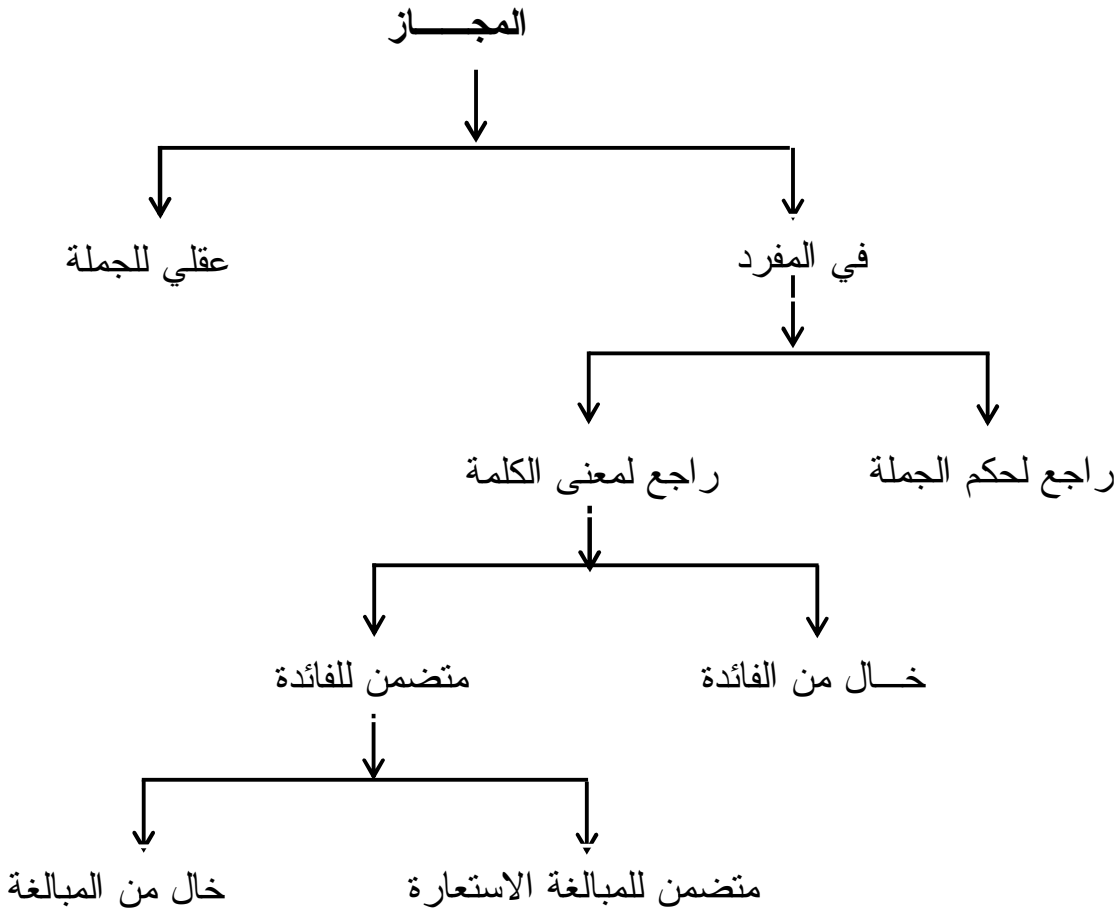 المجـــاز
في المفرد
عقلي للجملة
راجع لحكم الجملة
راجع لمعنى الكلمة
خـــال من الفائدة
متضمن للفائدة
متضمن للمبالغة الاستعارة
خال من المبالغة